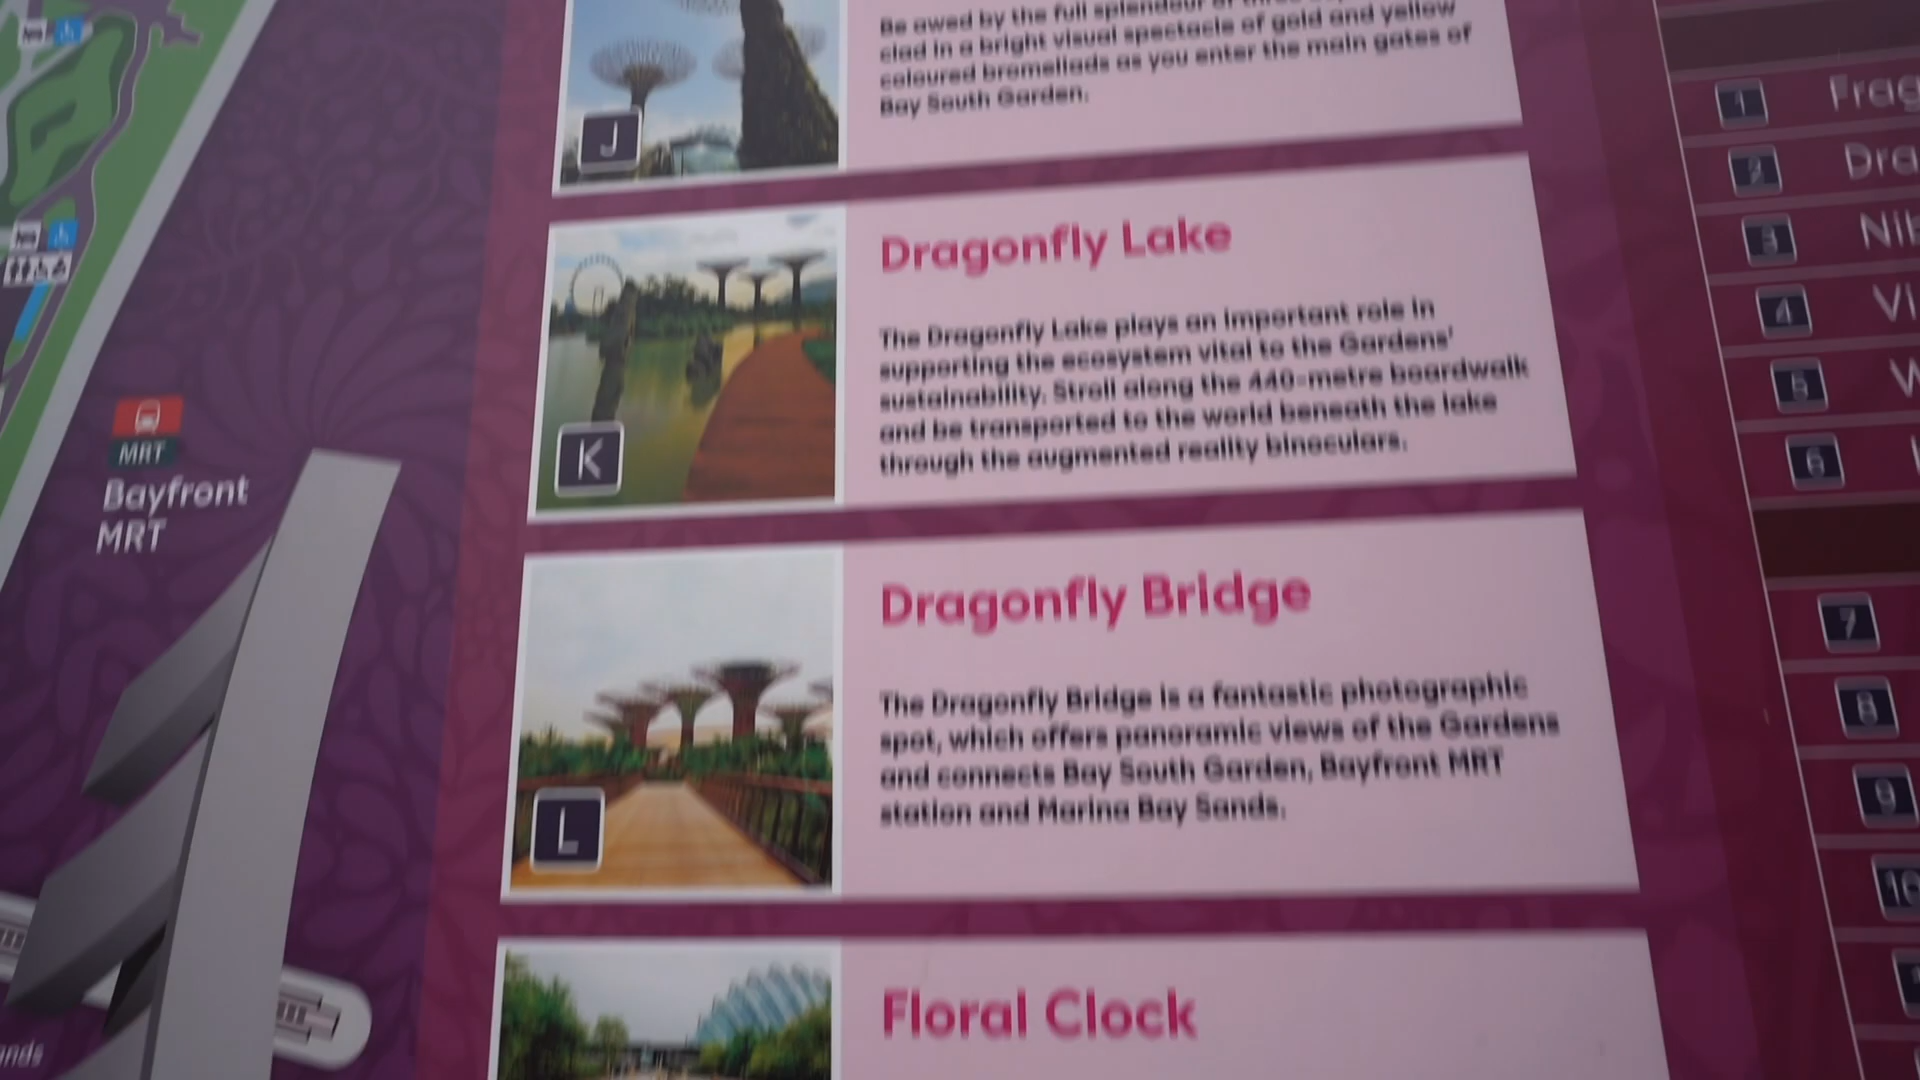 Be awed by the full splendour of
clad in a bright visual spectacle of gold and yellow
coloured bromeliads as you enter the main gates of
Bay South Garden.
J
Dragonfly Lake
The Dragonfly Lake plays an important role in
supporting the ecosystem vital to the Gardens'
sustainability. Stroll along the 440-metre boardwalk
and be transported to the world beneath the lake
through the augmented reality binoculars.
K
Dragonfly Bridge
The Dragonfly Bridge is a fantastic photographic
spot, which offers panoramic views of the Gardens
and connects Bay South Garden, Bayfront MRT
station and Marina Bay Sands.
L
Floral Clock
MRT
Bayfront
MRT
1 Frag
2 Dra
3
4 Vi
5 W
6
7
8
9
10